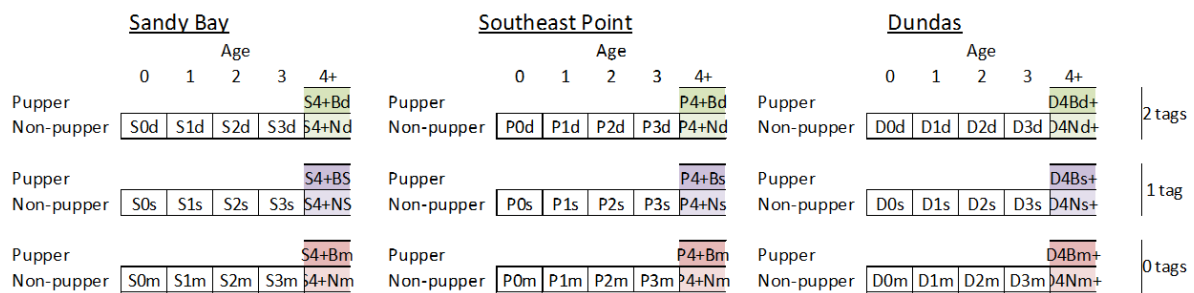 Sandy Bay Southeast Point Dundas
Age Age Age
0 1 2 3 4+ 0 1 2 3 4+ 0 1 2 3 4+
Pupper S4+Bd Pupper P4+Bd Pupper D4Bd+
Non-pupper S0d S1d S2d S3d S4+Nd Non-pupper P0d P1d P2d P3d P4+Nd Non-pupper D0d D1d D2d D3d D4Nd+
2 tags
Pupper S4+BS Pupper P4+Bs Pupper D4Bs+
Non-pupper S0s S1s S2s S3s S4+NS Non-pupper P0s P1s P2s P3s P4+Ns Non-pupper D0s D1s D2s D3s D4Ns+
1 tag
Pupper S4+Bm Pupper P4+Bm Pupper D4Bm+
Non-pupper S0m S1m S2m S3m S4+Nm Non-pupper P0m P1m P2m P3m P4+Nm Non-pupper D0m D1m D2m D3m D4Nm+
0 tags